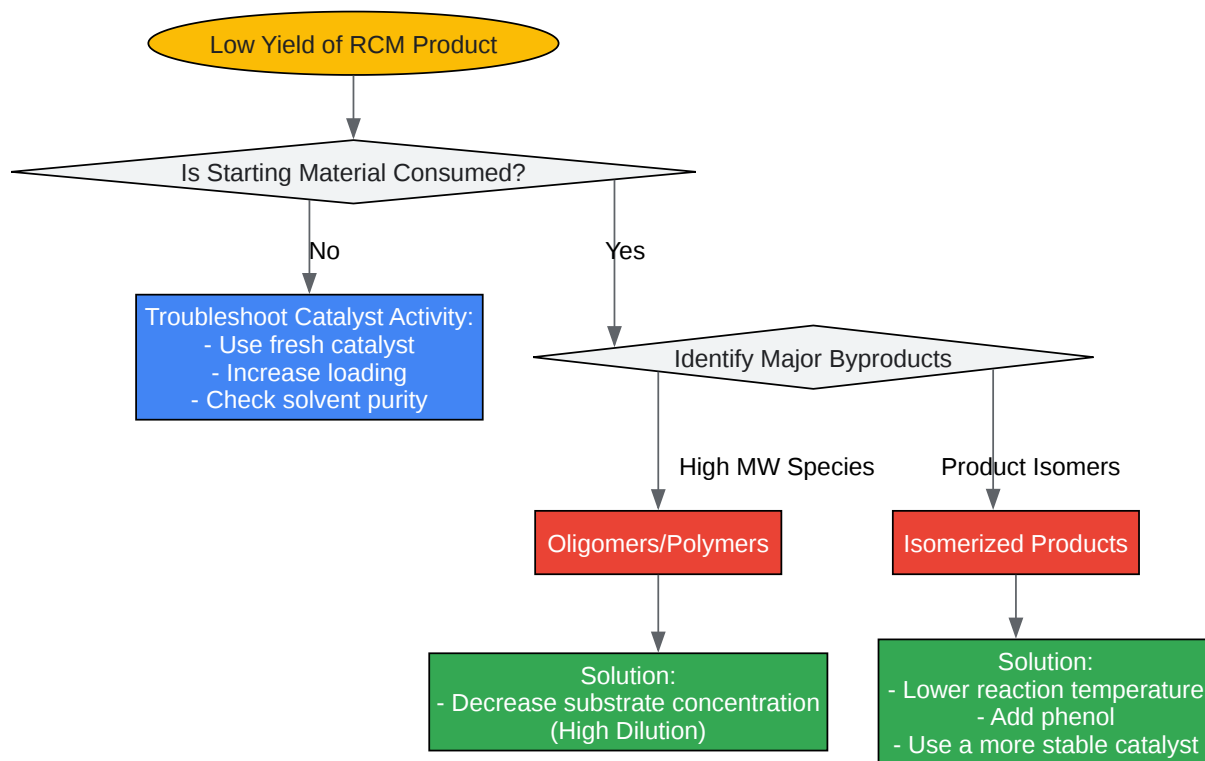 Low Yield of RCM Product
Is Starting Material Consumed?
No
Yes
Troubleshoot Catalyst Activity:
- Use fresh catalyst
- Increase loading
- Check solvent purity
Identify Major Byproducts
High MW Species
Product Isomers
Oligomers/Polymers
Isomerized Products
Solution:
- Decrease substrate concentration
(High Dilution)
Solution:
- Lower reaction temperature
- Add phenol
- Use a more stable catalyst